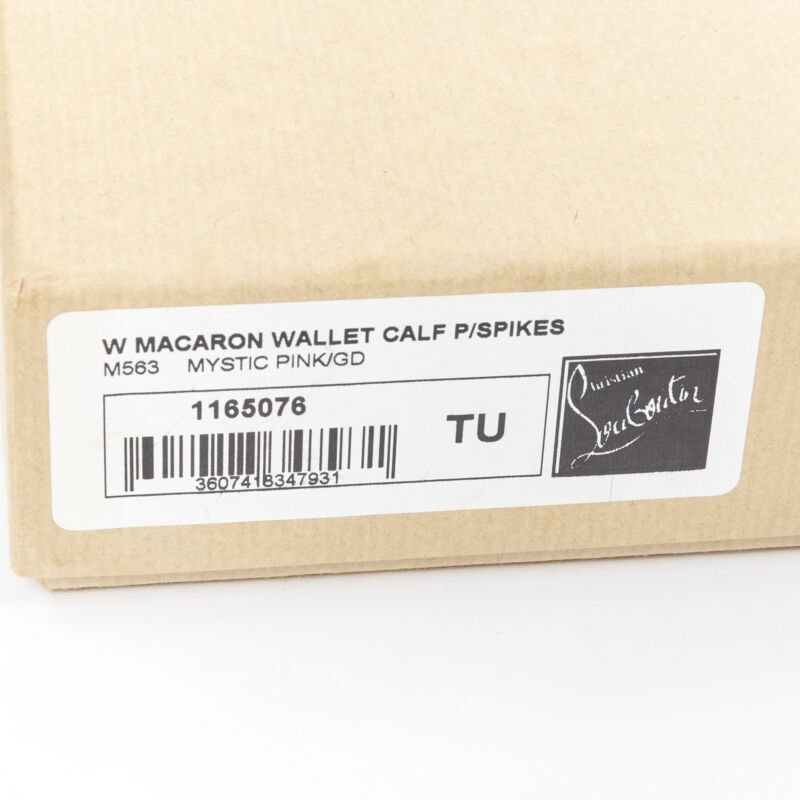 W MACARON WALLET CALF P/SPIKES
M563 MYSTIC PINK/GD
1165076
TU
3607418347931
Christian
Louboutin